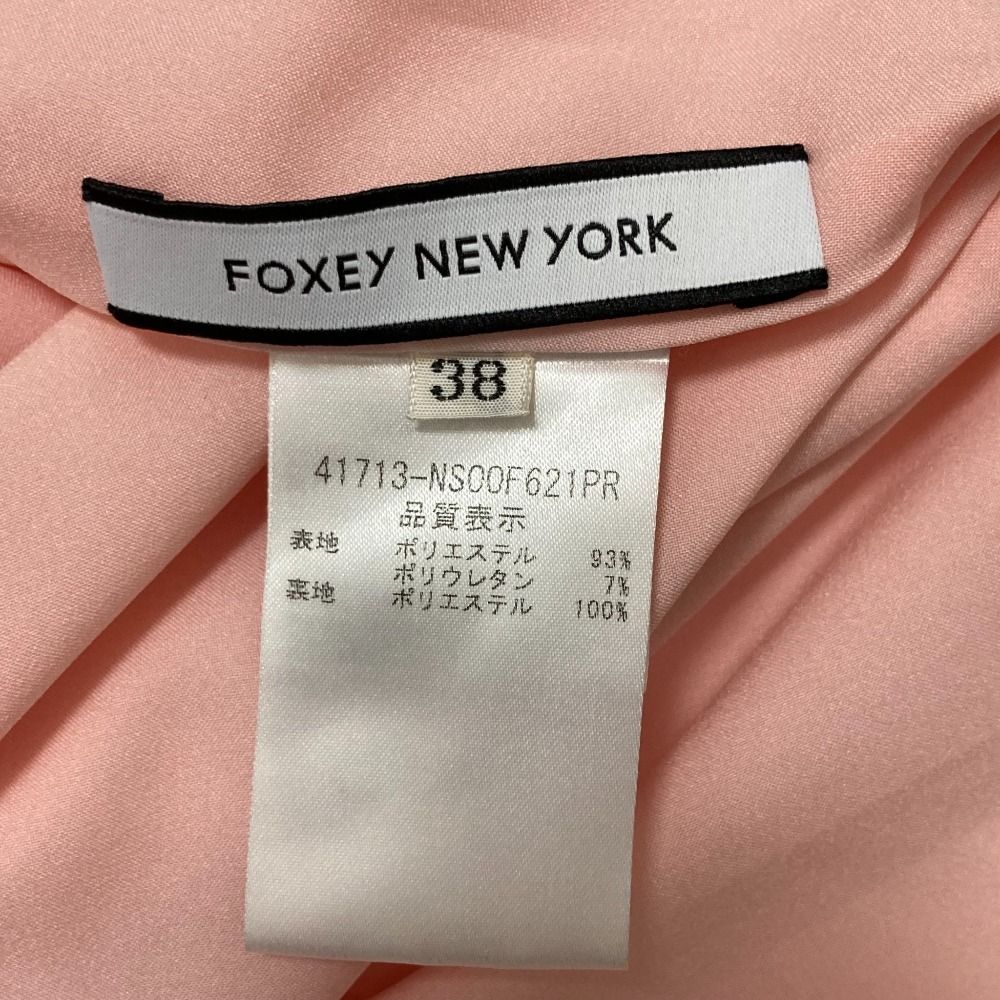 FOXEY NEW YORK
38
41713-NSOOF621PR
品質表示
表地 ポリエステル 93%
ポリウレタン 7%
裏地 ポリエステル 100%